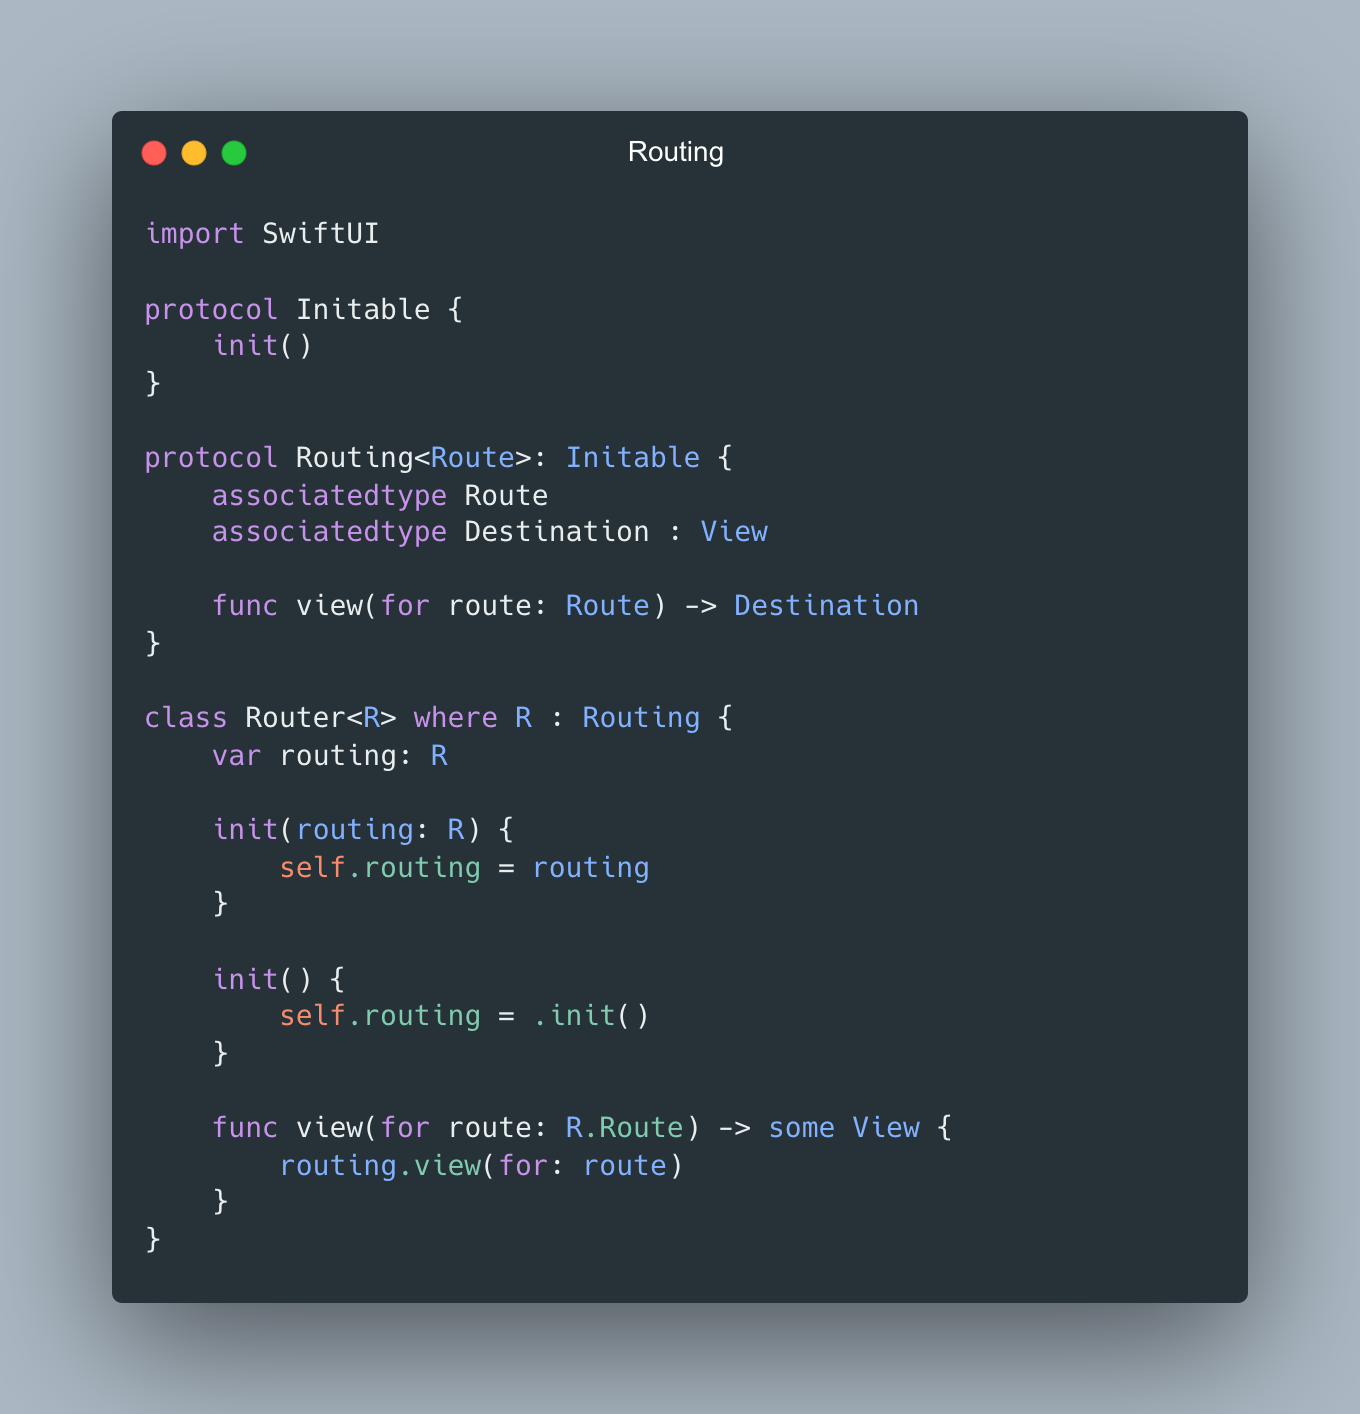 Routing
import SwiftUI
protocol Initable {
    init()
}
protocol Routing<Route>: Initable {
    associatedtype Route
    associatedtype Destination : View
    func view(for route: Route) -> Destination
}
class Router<R> where R : Routing {
    var routing: R
    init(routing: R) {
        self.routing = routing
    }
    init() {
        self.routing = .init()
    }
    func view(for route: R.Route) -> some View {
        routing.view(for: route)
    }
}